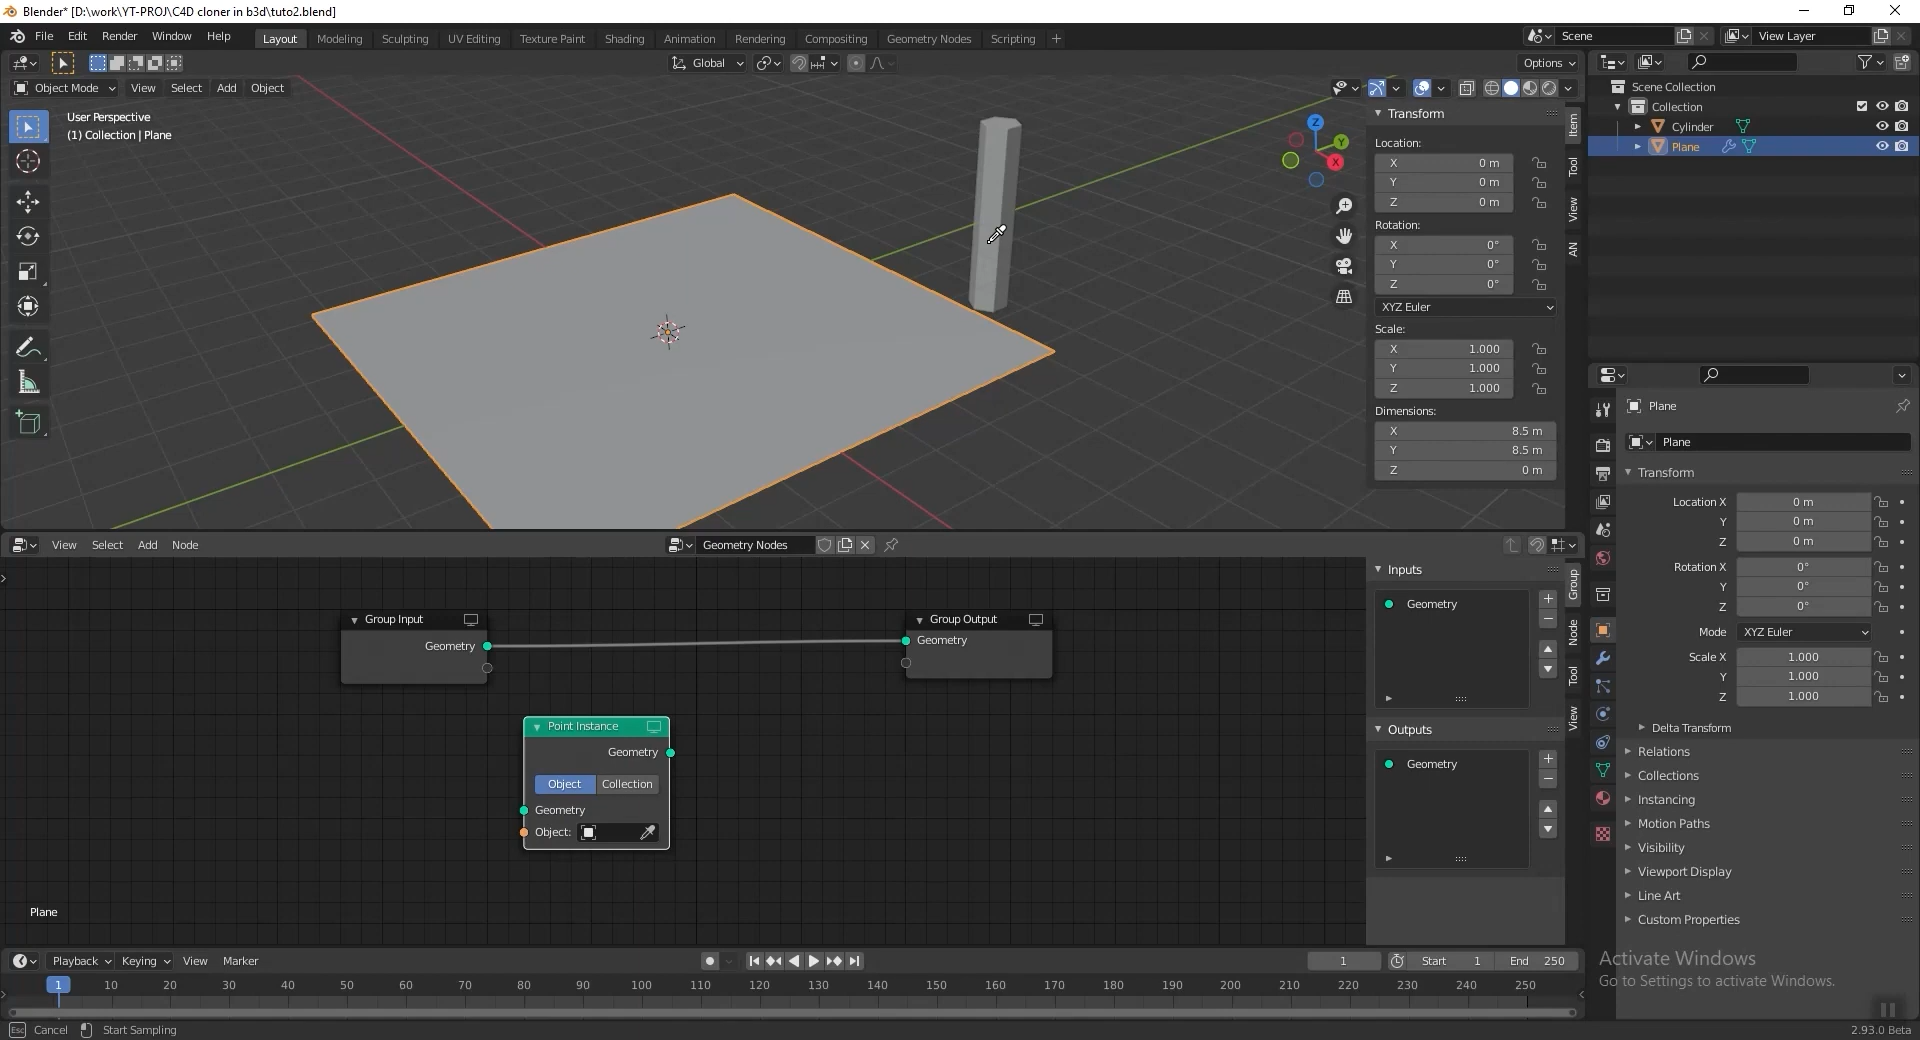 Blender* [D:\work\YT-PROJ\C4D cloner in b3d\tuto2.blend]
File Edit Render Window Help Layout Modeling Sculpting UV Editing Texture Paint Shading Animation Rendering Compositing Geometry Nodes Scripting + Scene View Layer
Global Options
Object Mode View Select Add Object
User Perspective
(1) Collection | Plane
Z
Y
X
Transform
Location:
X 0 m
Y 0 m
Z 0 m
Rotation:
X 0°
Y 0°
Z 0°
XYZ Euler
Scale:
X 1.000
Y 1.000
Z 1.000
Dimensions:
X 8.5 m
Y 8.5 m
Z 0 m
Item
Tool
View
AN
Scene Collection
Collection
Cylinder
Plane
Plane
Plane
Transform
Location X 0 m
Y 0 m
Z 0 m
Rotation X 0°
Y 0°
Z 0°
Mode XYZ Euler
Scale X 1.000
Y 1.000
Z 1.000
Delta Transform
Relations
Collections
Instancing
Motion Paths
Visibility
Viewport Display
Line Art
Custom Properties
View Select Add Node Geometry Nodes
Group Input
Geometry
Group Output
Geometry
Point Instance
Geometry
Object Collection
Geometry
Object:
Plane
Inputs
Geometry
Outputs
Geometry
Group
Node
Tool
View
Playback Keying View Marker 1 Start 1 End 250
1 10 20 30 40 50 60 70 80 90 100 110 120 130 140 150 160 170 180 190 200 210 220 230 240 250
Activate Windows
Go to Settings to activate Windows.
Esc Cancel Start Sampling 2.93.0 Beta